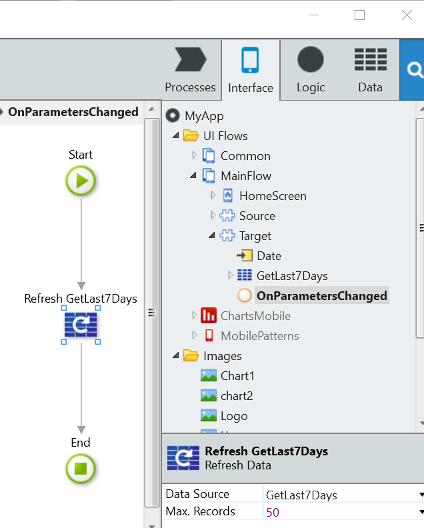 Processes
Interface
Logic
Data
OnParametersChanged
Start
Refresh GetLast7Days
End
MyApp
UI Flows
Common
MainFlow
HomeScreen
Source
Target
Date
GetLast7Days
OnParametersChanged
ChartsMobile
MobilePatterns
Images
Chart1
chart2
Logo
Refresh GetLast7Days
Refresh Data
Data Source GetLast7Days
Max. Records 50